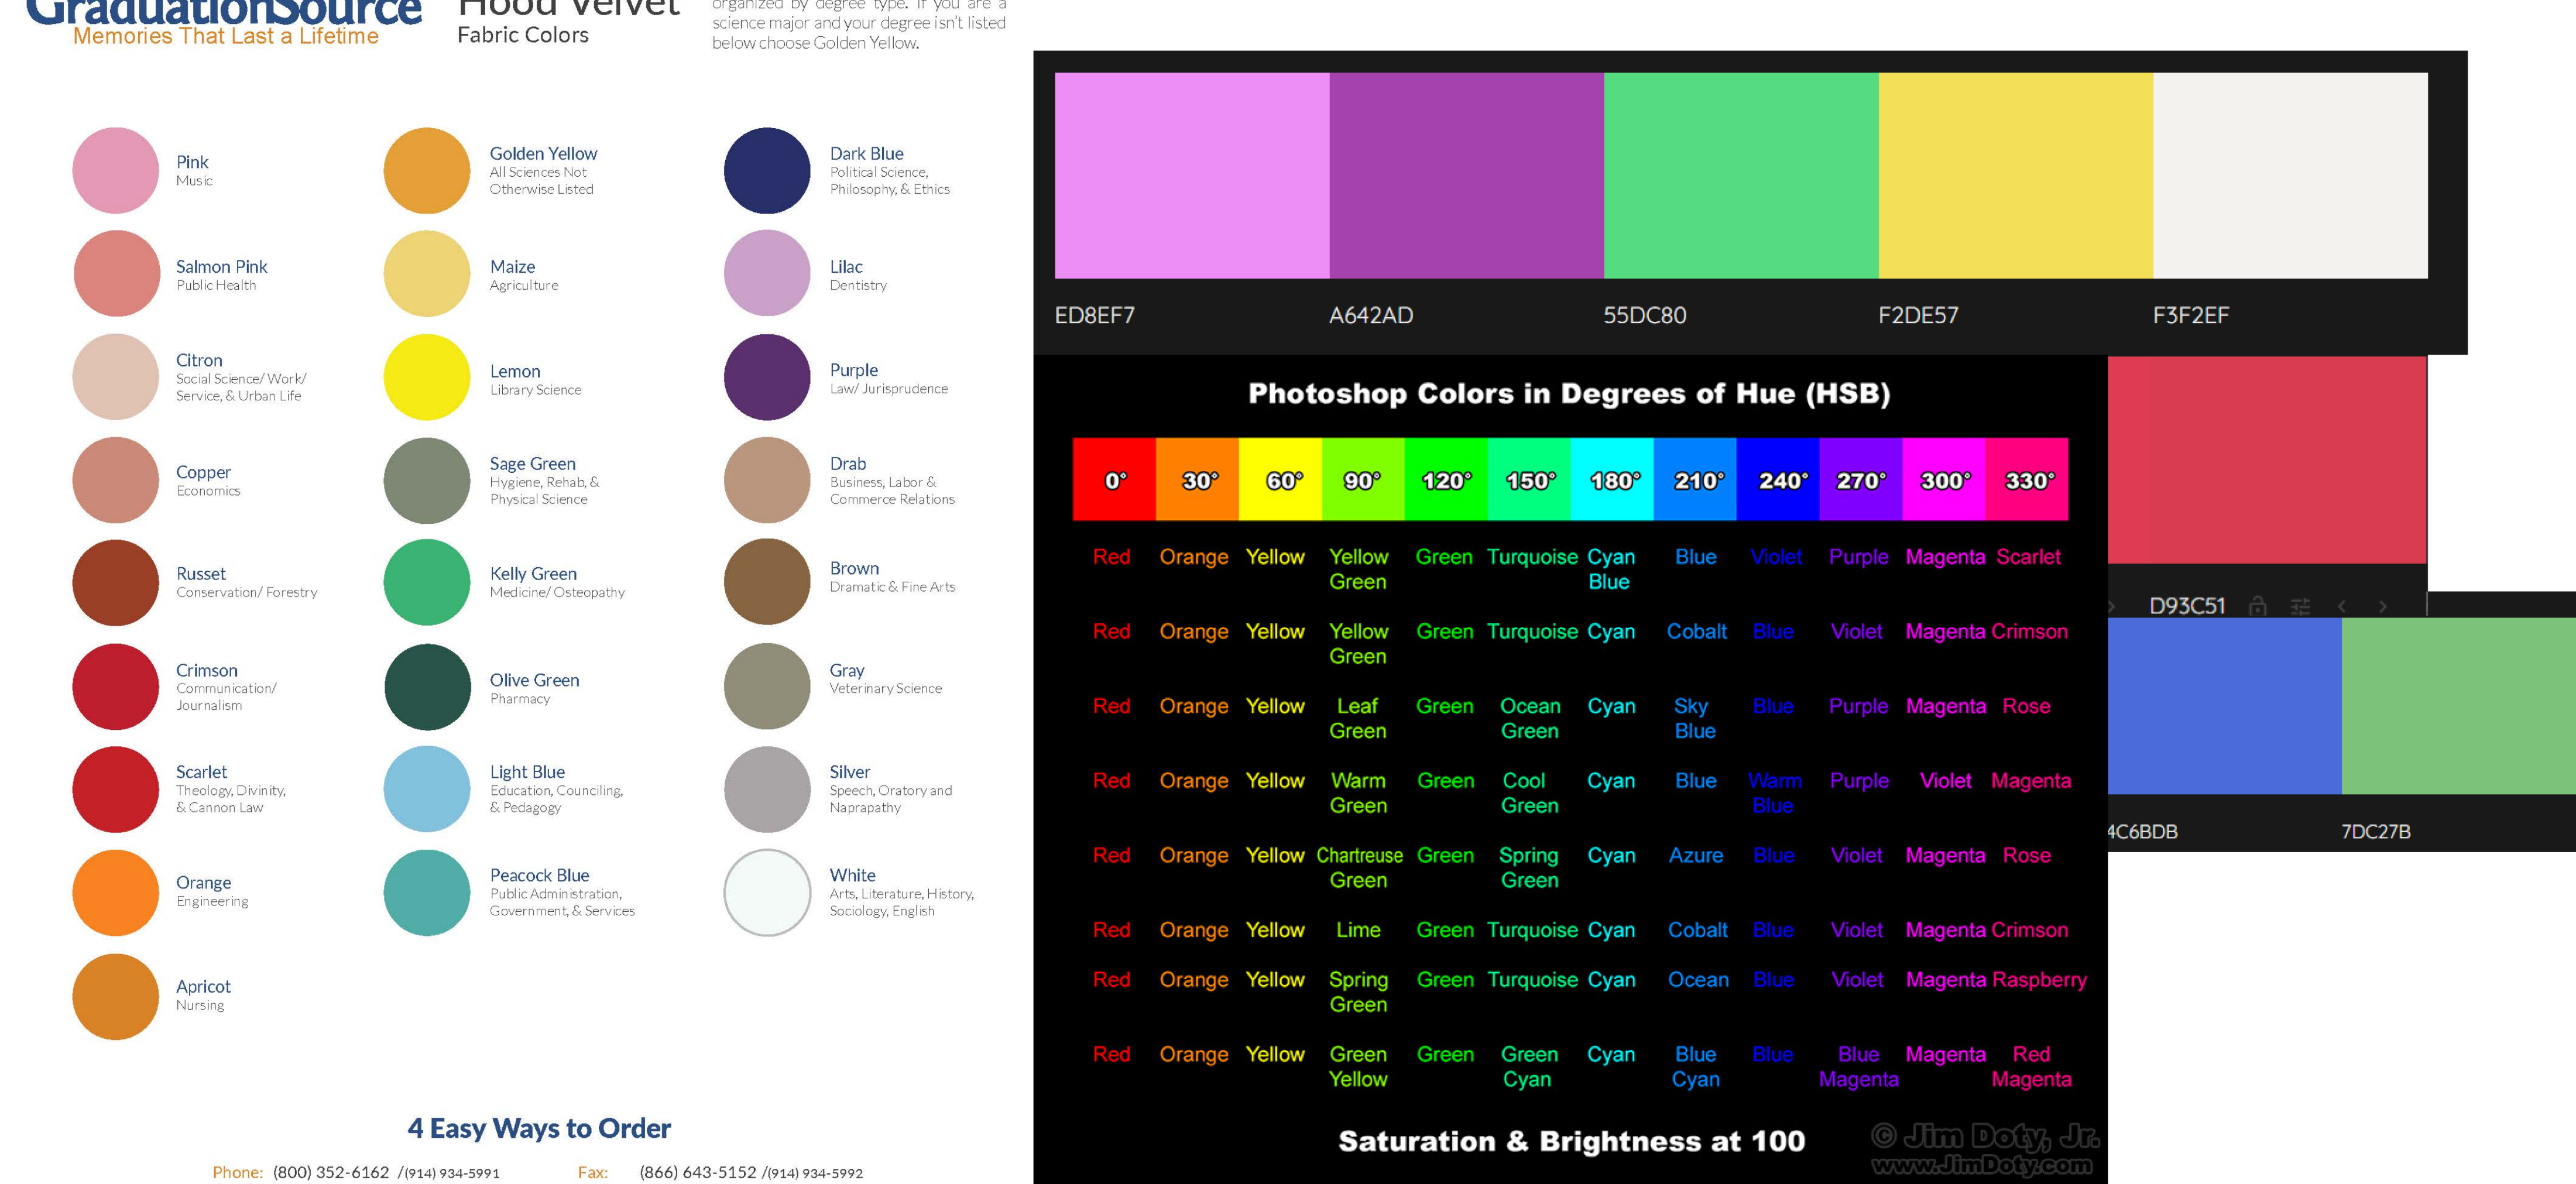 GraduationSource
Memories That Last a Lifetime
Hood Velvet
Fabric Colors
organized by degree type. If you are a
science major and your degree isn't listed
below choose Golden Yellow.
Pink
Music
Salmon Pink
Public Health
Citron
Social Science/ Work/
Service, & Urban Life
Copper
Economics
Russet
Conservation/ Forestry
Crimson
Communication/
Journalism
Scarlet
Theology, Divinity,
& Cannon Law
Orange
Engineering
Apricot
Nursing
Golden Yellow
All Sciences Not
Otherwise Listed
Maize
Agriculture
Lemon
Library Science
Sage Green
Hygiene, Rehab, &
Physical Science
Kelly Green
Medicine/ Osteopathy
Olive Green
Pharmacy
Light Blue
Education, Counciling,
& Pedagogy
Peacock Blue
Public Administration,
Government, & Services
Dark Blue
Political Science,
Philosophy, & Ethics
Lilac
Dentistry
Purple
Law/ Jurisprudence
Drab
Business, Labor &
Commerce Relations
Brown
Dramatic & Fine Arts
Gray
Veterinary Science
Silver
Speech, Oratory and
Naprapathy
White
Arts, Literature, History,
Sociology, English
4 Easy Ways to Order
Phone: (800) 352-6162 /(914) 934-5991 Fax: (866) 643-5152 /(914) 934-5992
ED8EF7 A642AD 55DC80 F2DE57 F3F2EF
Photoshop Colors in Degrees of Hue (HSB)
0° 30° 60° 90° 120° 150° 180° 210° 240° 270° 300° 330°
Red Orange Yellow Yellow Green Turquoise Cyan Blue Violet Purple Magenta Scarlet
Green Blue
Red Orange Yellow Yellow Green Turquoise Cyan Cobalt Blue Violet Magenta Crimson
Green
Red Orange Yellow Leaf Green Ocean Cyan Sky Blue Purple Magenta Rose
Green Green Blue
Red Orange Yellow Warm Green Cool Cyan Blue Warm Purple Violet Magenta
Green Green Blue
Red Orange Yellow Chartreuse Green Spring Cyan Azure Blue Violet Magenta Rose
Green Green
Red Orange Yellow Lime Green Turquoise Cyan Cobalt Blue Violet Magenta Crimson
Red Orange Yellow Spring Green Turquoise Cyan Ocean Blue Violet Magenta Raspberry
Green
Red Orange Yellow Green Green Green Cyan Blue Blue Blue Magenta Red
Yellow Cyan Cyan Magenta Magenta
Saturation & Brightness at 100
© Jim Doty, Jr.
www.JimDoty.com
D93C51
4C6BDB 7DC27B